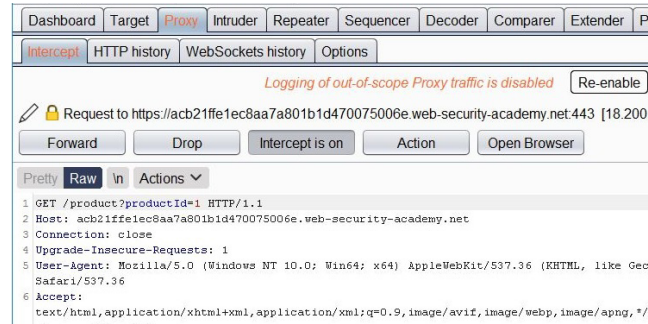 Dashboard Target Proxy Intruder Repeater Sequencer Decoder Comparer Extender P
Intercept HTTP history WebSockets history Options
Logging of out-of-scope Proxy traffic is disabled Re-enable
Request to https://acb21ffe1ec8aa7a801b1d470075006e.web-security-academy.net:443 [18.200
Forward Drop Intercept is on Action Open Browser
Pretty Raw \n Actions
1 GET /product?productId=1 HTTP/1.1
2 Host: acb21ffe1ec8aa7a801b1d470075006e.web-security-academy.net
3 Connection: close
4 Upgrade-Insecure-Requests: 1
5 User-Agent: Mozilla/5.0 (Windows NT 10.0; Win64; x64) AppleWebKit/537.36 (KHTML, like Gec
Safari/537.36
6 Accept:
text/html,application/xhtml+xml,application/xml;q=0.9,image/avif,image/webp,image/apng,*/